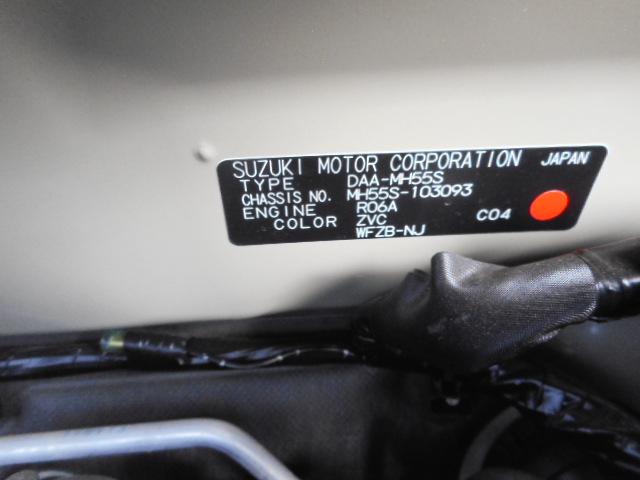 SUZUKI MOTOR CORPORATION JAPAN
TYPE DAA-MH55S
CHASSIS NO. MH55S-103093
ENGINE R06A
COLOR ZVC C04
WFZB-NJ